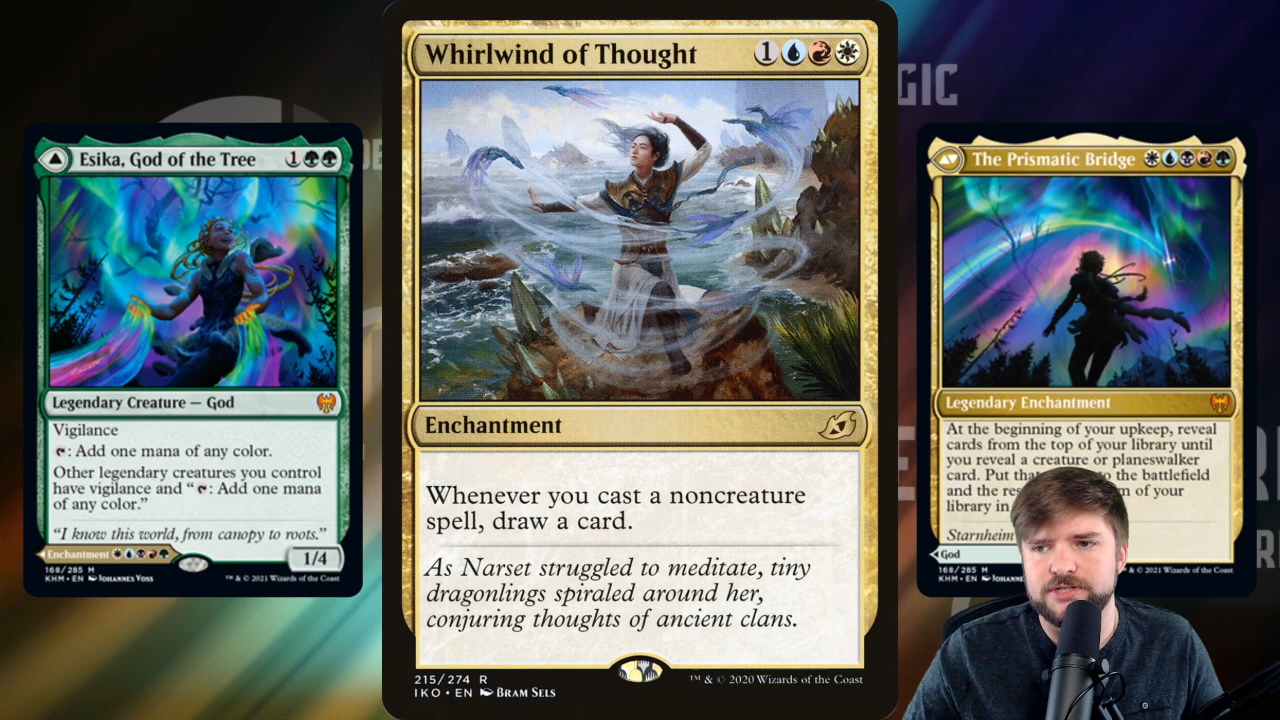 GIC
Esika, God of the Tree 1
Legendary Creature — God
Vigilance
: Add one mana of any color.
Other legendary creatures you control
have vigilance and “ : Add one mana
of any color.”
“I know this world, from canopy to roots.”
Enchantment
1/4
168/285 M
KHM • EN Johannes Voss
™ & © 2021 Wizards of the Coast
Whirlwind of Thought 1
Enchantment
Whenever you cast a noncreature
spell, draw a card.
As Narset struggled to meditate, tiny
dragonlings spiraled around her,
conjuring thoughts of ancient clans.
215/274 R
IKO • EN Bram Sels
™ & © 2020 Wizards of the Coast
The Prismatic Bridge
Legendary Enchantment
At the beginning of your upkeep, reveal
cards from the top of your library until
you reveal a creature or planeswalker
card. Put that to the battlefield
and the of your
library in
God
168/285 M
KHM • EN
& © 2021 Wizards of the Coast